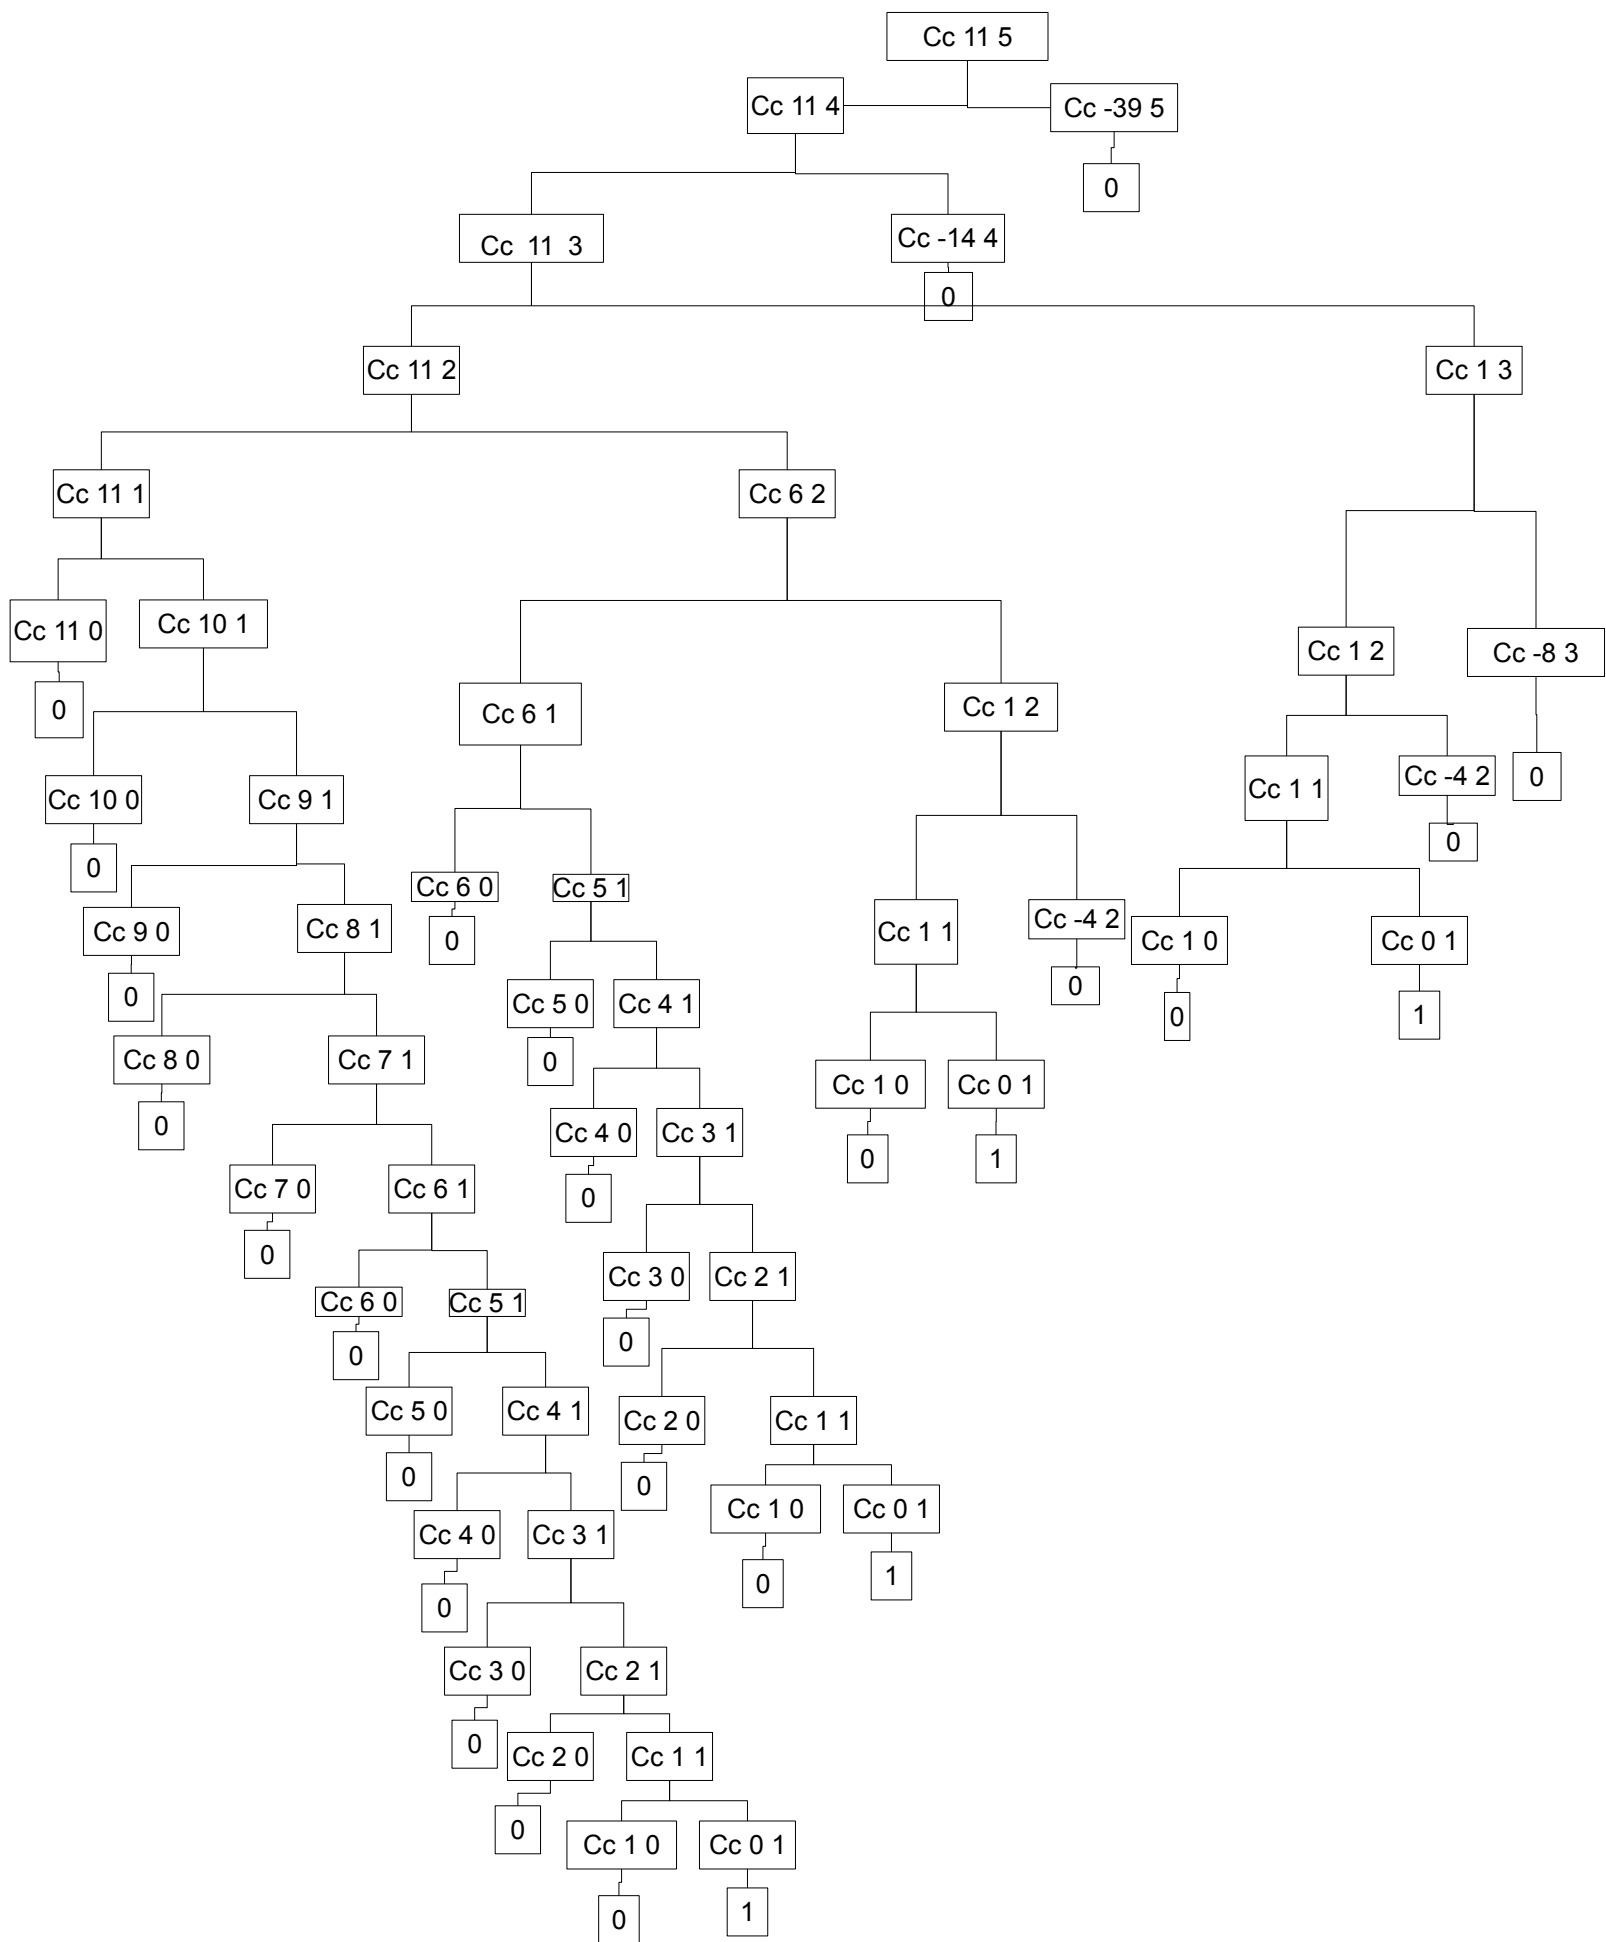 Cc 11 5
Cc 11 4
Cc -39 5
0
Cc 11 3
Cc -14 4
0
Cc 11 2
Cc 1 3
Cc 11 1
Cc 6 2
Cc 11 0
Cc 10 1
Cc 1 2
Cc -8 3
0
Cc 6 1
Cc 1 2
Cc 10 0
Cc 9 1
Cc 1 1
Cc -4 2
0
0
0
Cc 6 0
Cc 5 1
Cc 9 0
Cc 8 1
0
Cc 1 1
Cc -4 2
Cc 1 0
Cc 0 1
0
Cc 5 0
Cc 4 1
0
0
1
Cc 8 0
Cc 7 1
0
Cc 1 0
Cc 0 1
0
Cc 4 0
Cc 3 1
0
1
Cc 7 0
Cc 6 1
0
0
Cc 3 0
Cc 2 1
Cc 6 0
Cc 5 1
0
0
Cc 5 0
Cc 4 1
Cc 2 0
Cc 1 1
0
0
Cc 1 0
Cc 0 1
Cc 4 0
Cc 3 1
0
1
0
Cc 3 0
Cc 2 1
0
Cc 2 0
Cc 1 1
0
Cc 1 0
Cc 0 1
0
1